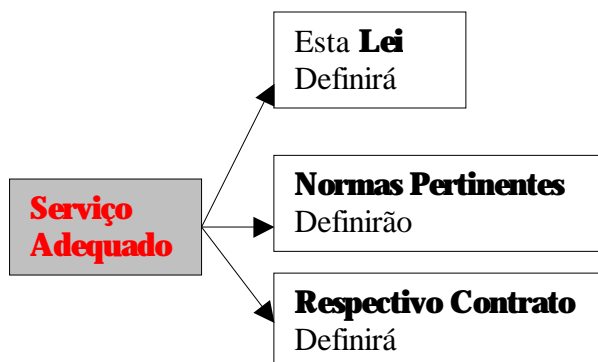 Esta Lei
Definirá
Serviço
Adequado
Normas Pertinentes
Definirão
Respectivo Contrato
Definirá